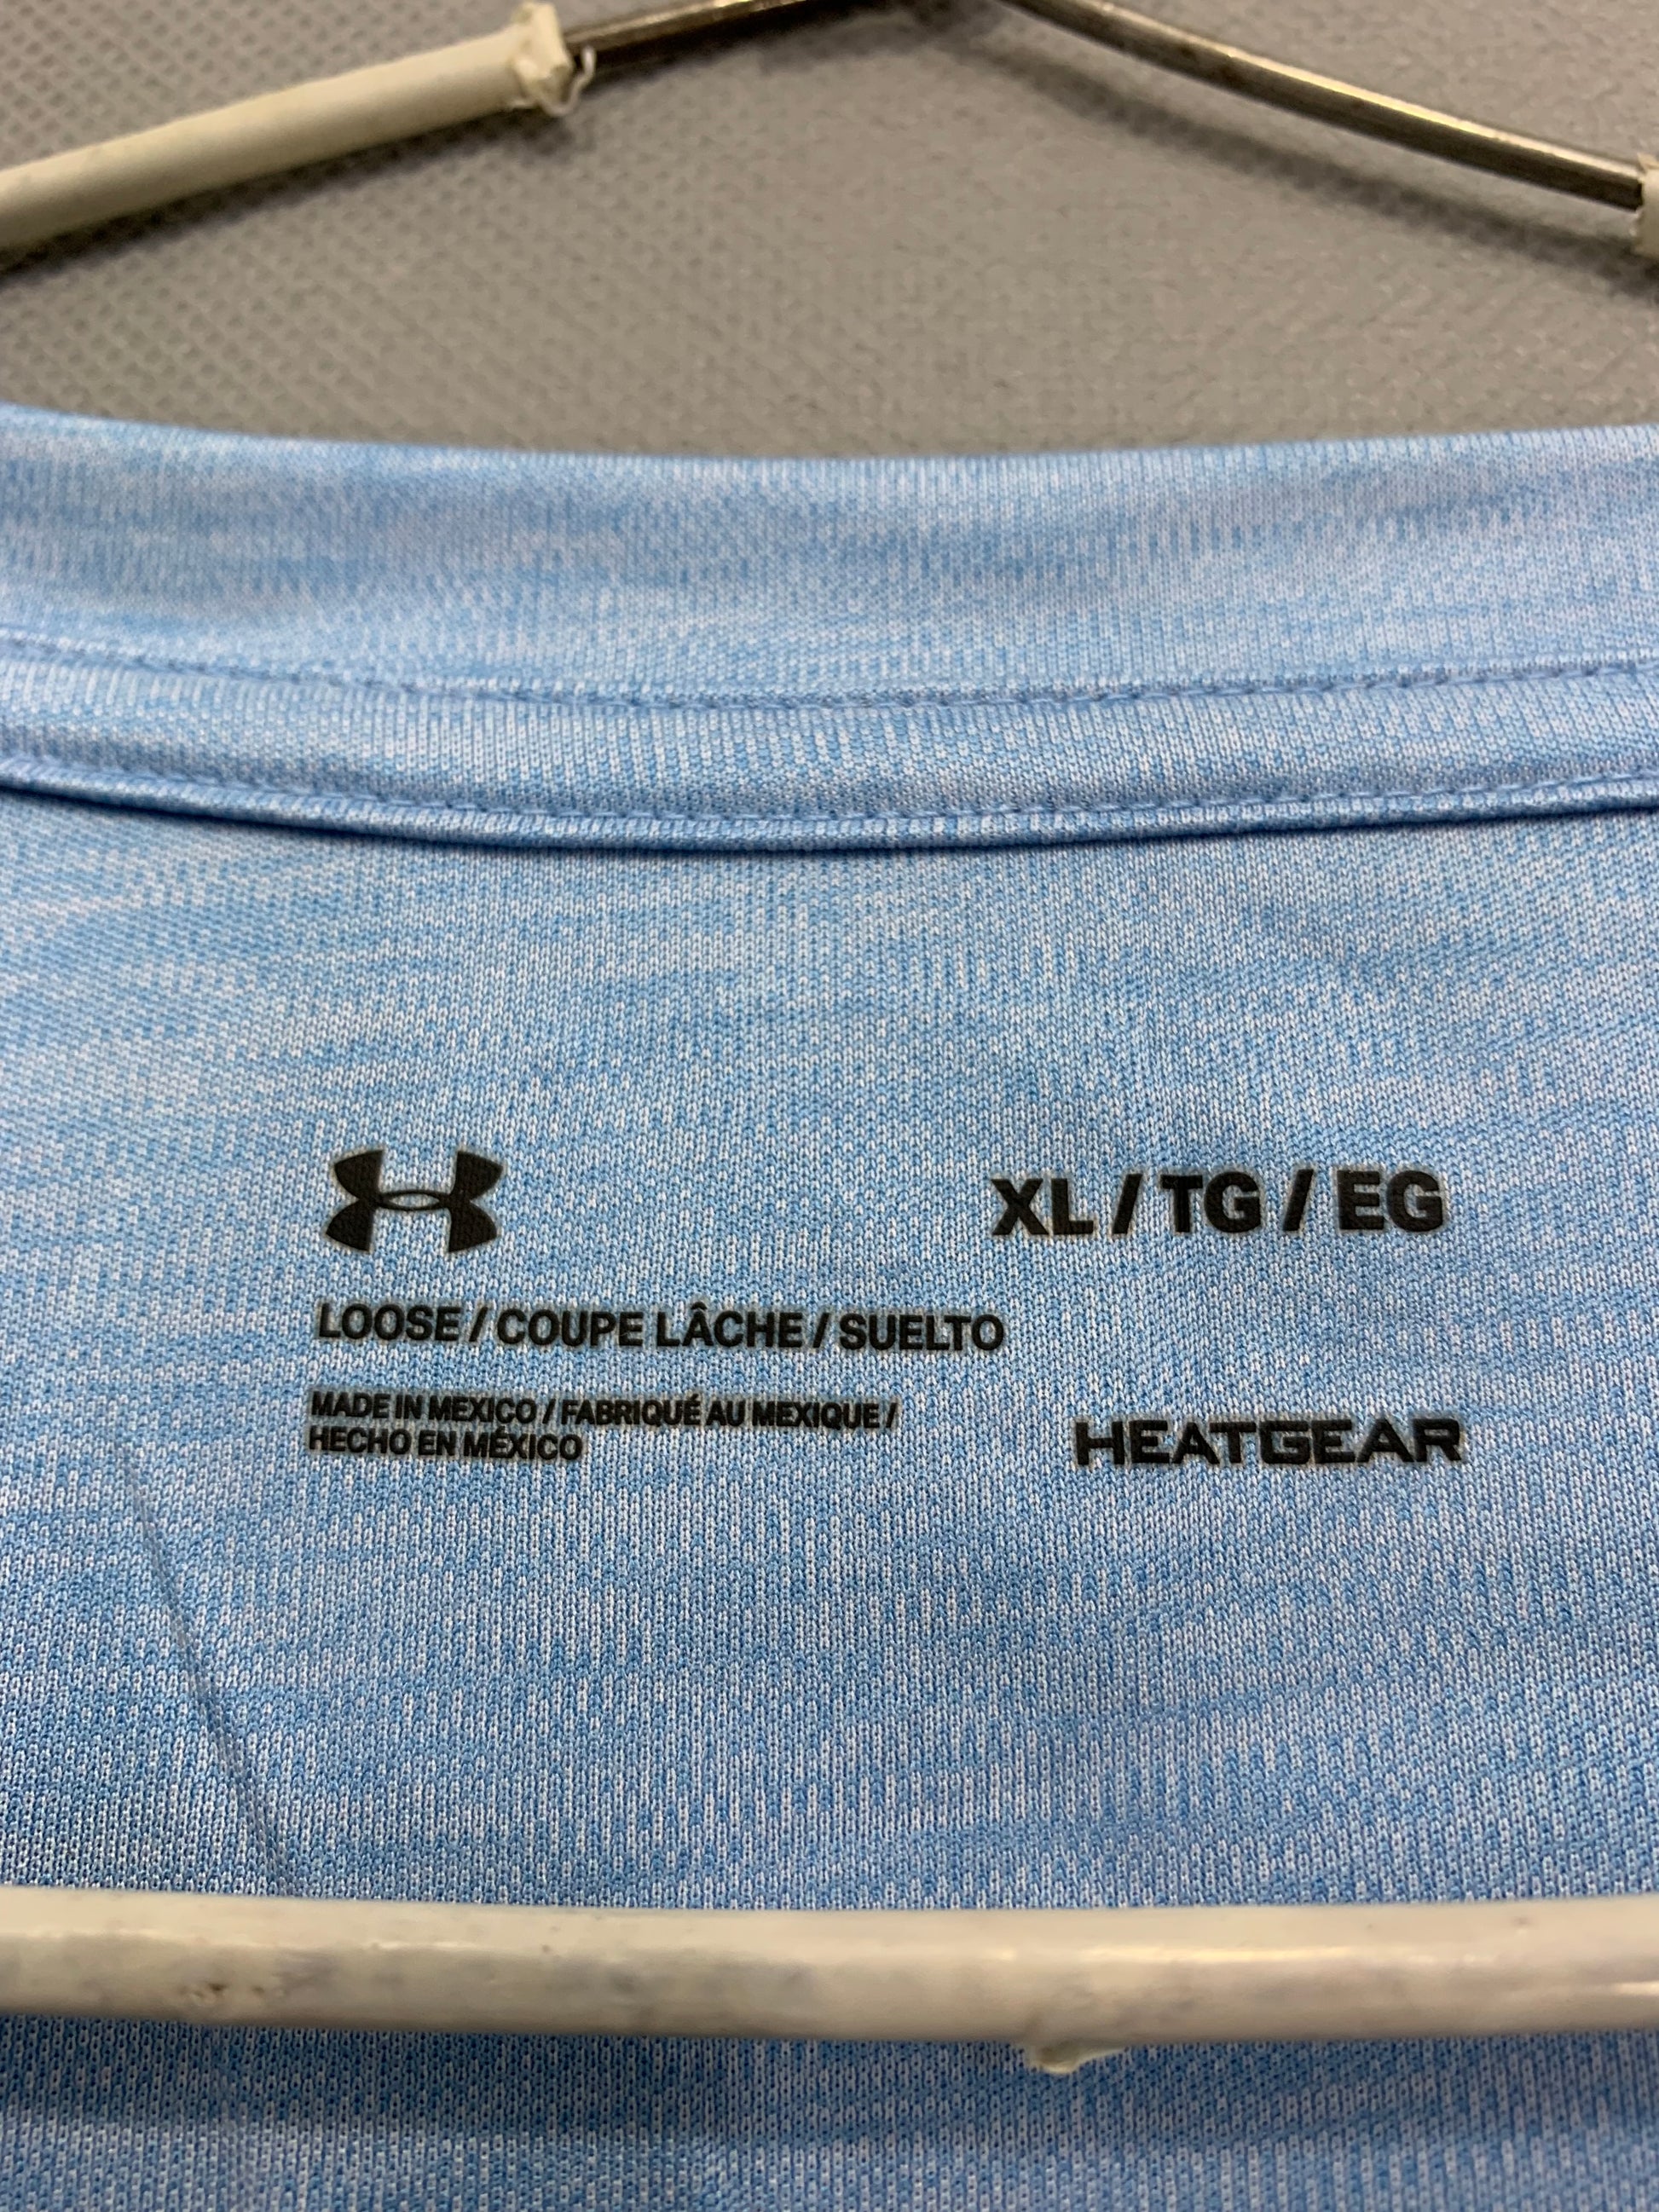 XL / TG / EG
LOOSE / COUPE LÂCHE / SUELTO
MADE IN MEXICO / FABRIQUÉ AU MEXIQUE /
HECHO EN MÉXICO
HEATGEAR